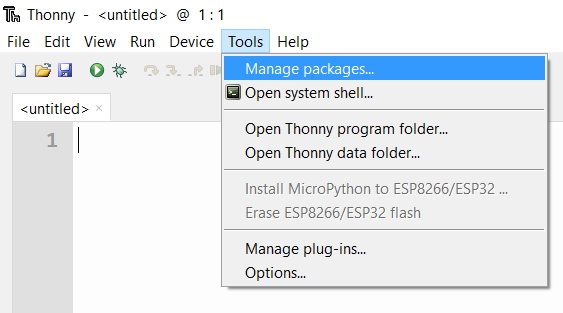 Thonny - <untitled> @ 1 : 1
File Edit View Run Device Tools Help
Manage packages...
Open system shell...
<untitled> ×
Open Thonny program folder...
1
Open Thonny data folder...
Install MicroPython to ESP8266/ESP32 ...
Erase ESP8266/ESP32 flash
Manage plug-ins...
Options...